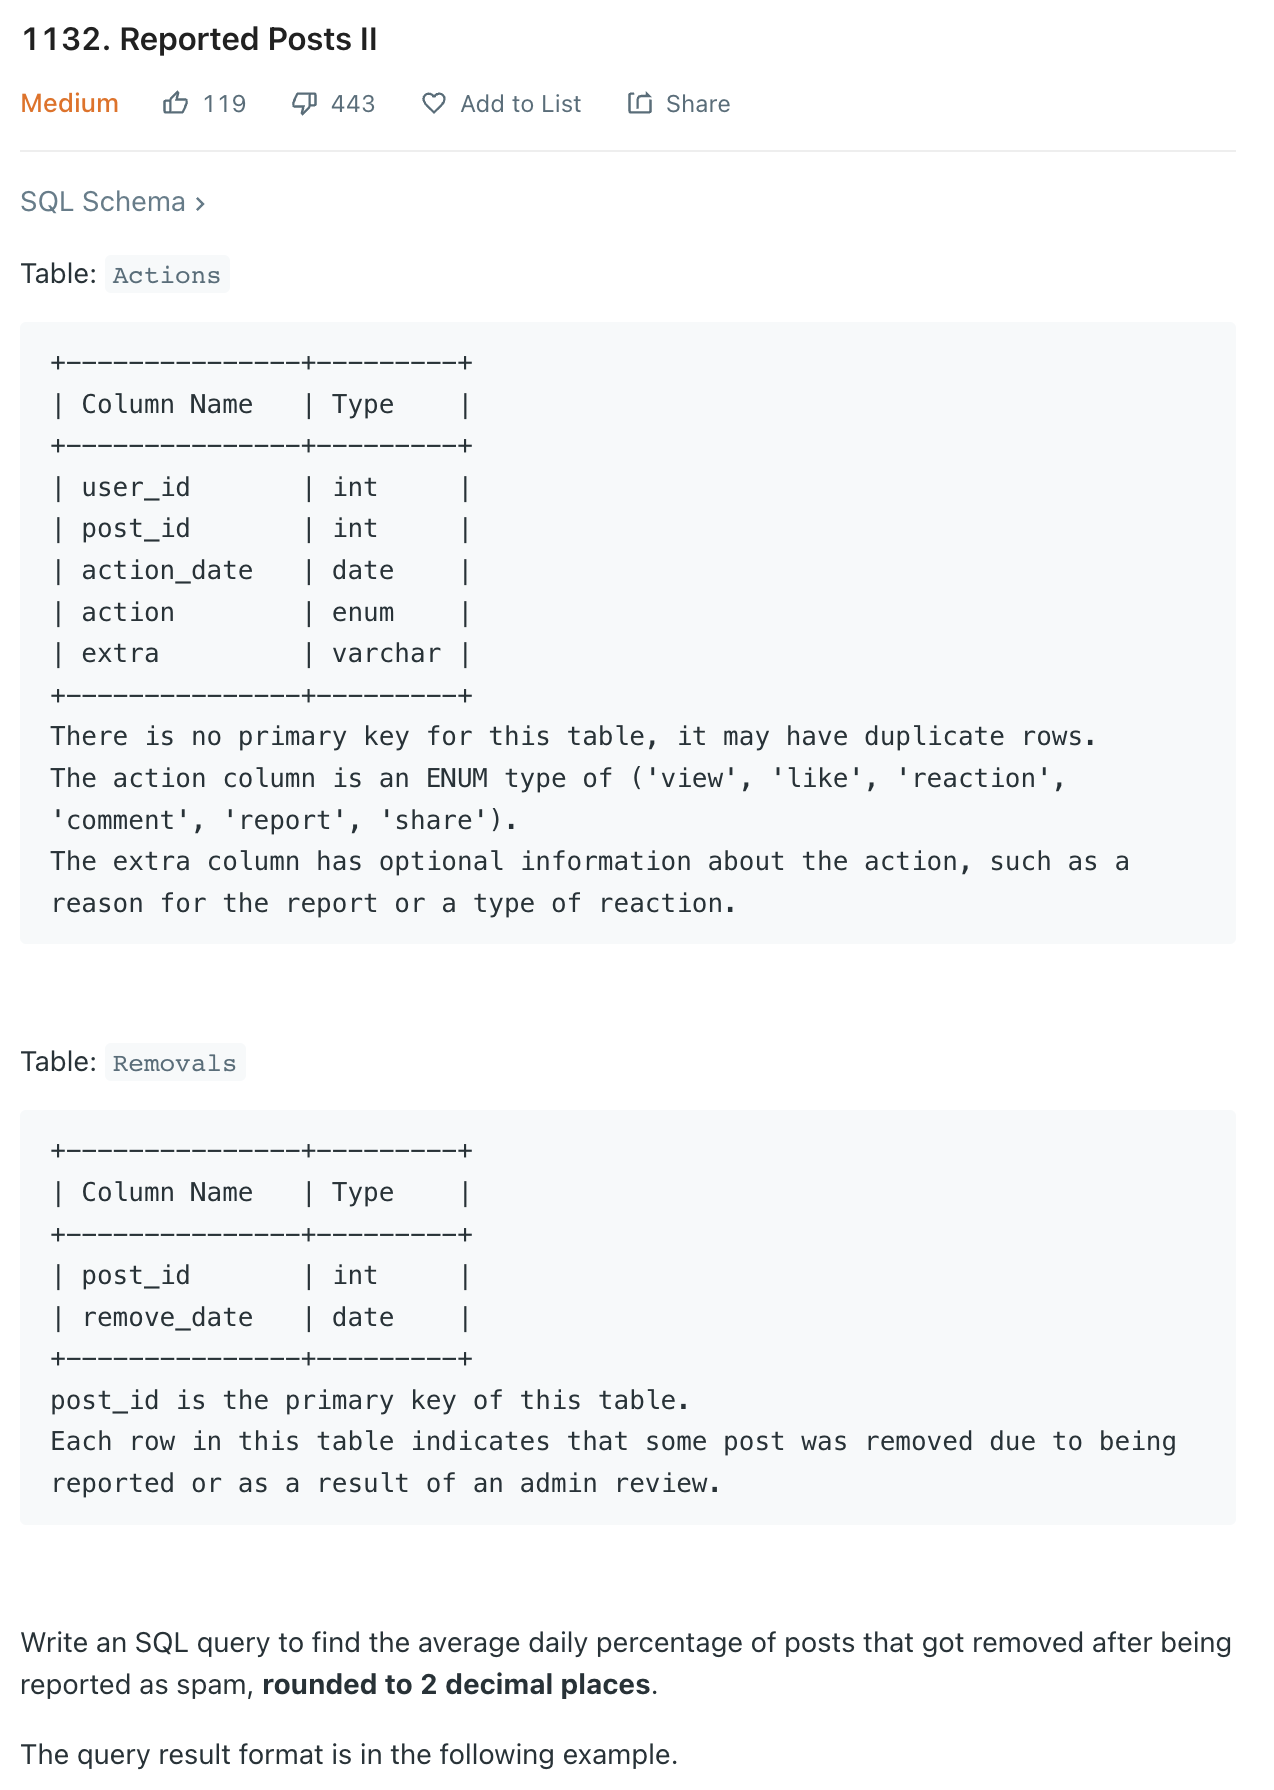 1132. Reported Posts II
Medium 119 443 Add to List Share
SQL Schema ›
Table: Actions
+---------------+---------+
| Column Name   | Type    |
+---------------+---------+
| user_id       | int     |
| post_id       | int     |
| action_date   | date    |
| action        | enum    |
| extra         | varchar |
+---------------+---------+
There is no primary key for this table, it may have duplicate rows.
The action column is an ENUM type of ('view', 'like', 'reaction',
'comment', 'report', 'share').
The extra column has optional information about the action, such as a
reason for the report or a type of reaction.
Table: Removals
+---------------+---------+
| Column Name   | Type    |
+---------------+---------+
| post_id       | int     |
| remove_date   | date    |
+---------------+---------+
post_id is the primary key of this table.
Each row in this table indicates that some post was removed due to being
reported or as a result of an admin review.
Write an SQL query to find the average daily percentage of posts that got removed after being
reported as spam, rounded to 2 decimal places.
The query result format is in the following example.